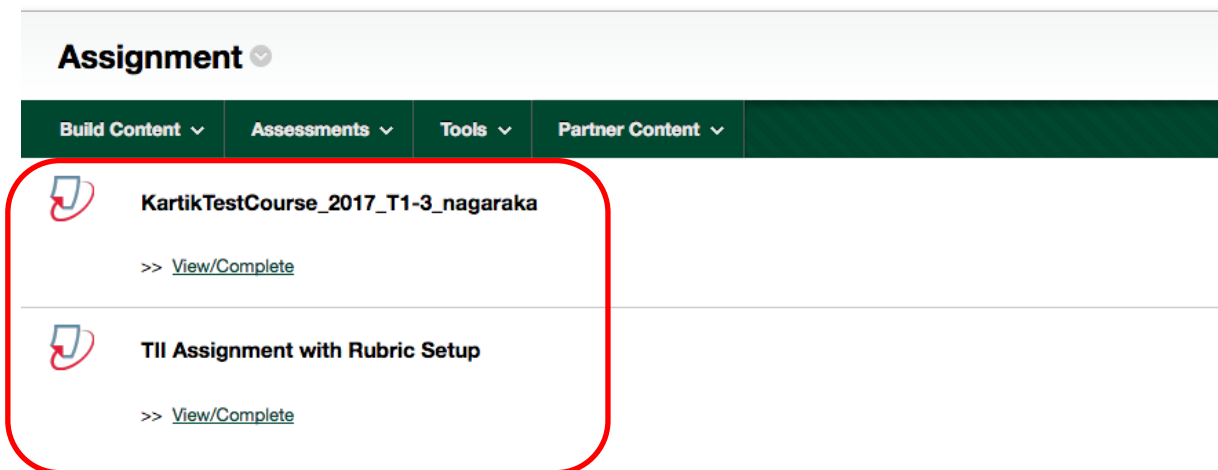 Assignment
Build Content Assessments Tools Partner Content
KartikTestCourse_2017_T1-3_nagaraka
>> View/Complete
TII Assignment with Rubric Setup
>> View/Complete